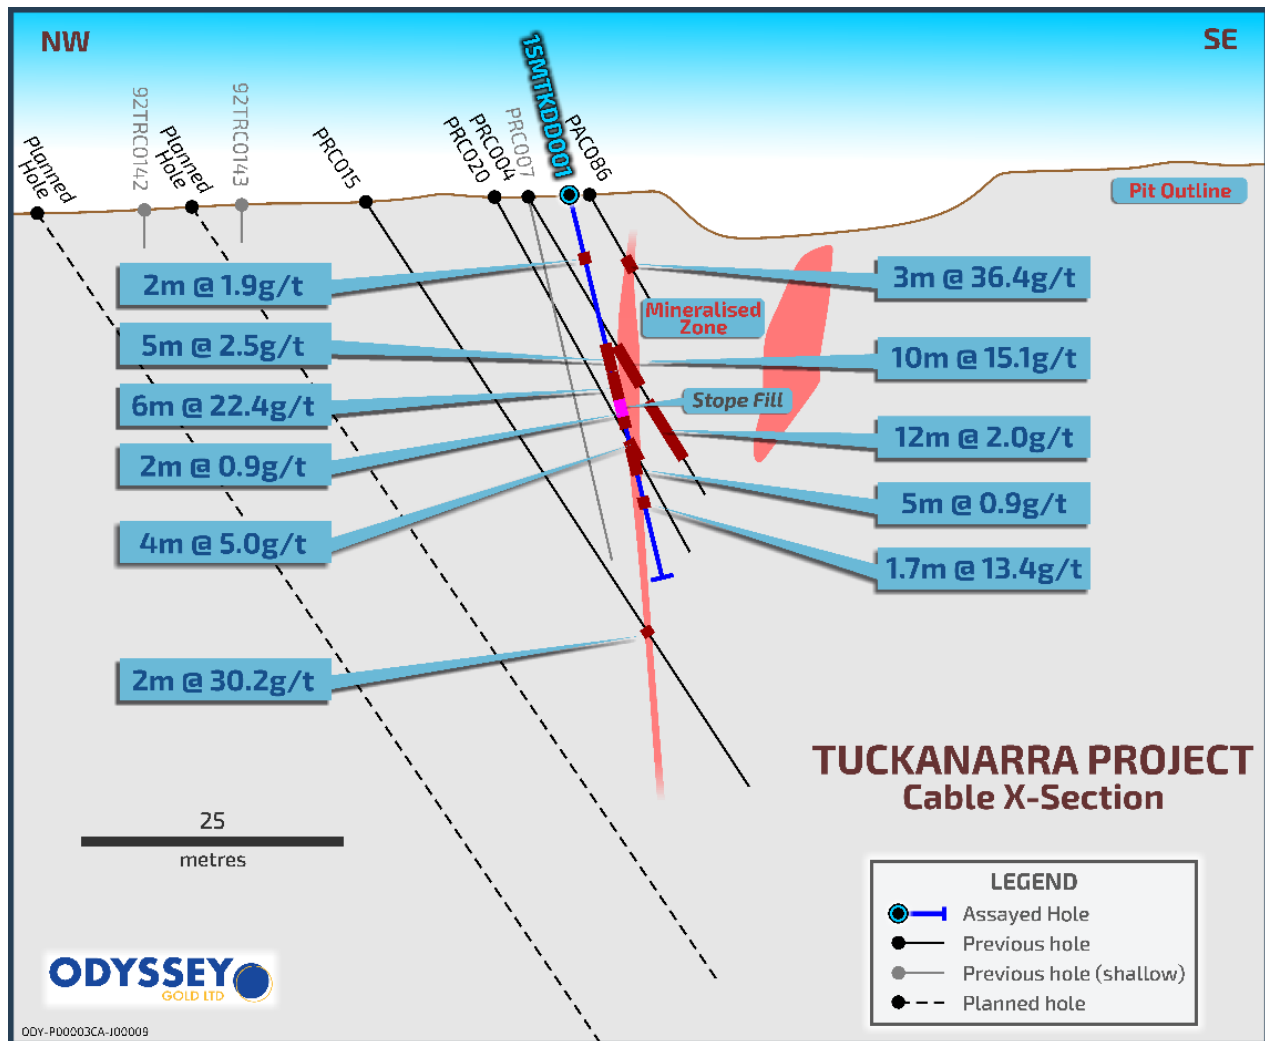 NW
SE
15MTKDD001
92TRC0142
92TRC0143
Planned
Hole
Planned
Hole
PRC015
PRC020
PRC004
PRC007
PAC086
Pit Outline
2m @ 1.9g/t
3m @ 36.4g/t
Mineralised
Zone
5m @ 2.5g/t
10m @ 15.1g/t
6m @ 22.4g/t
Stope Fill
12m @ 2.0g/t
2m @ 0.9g/t
5m @ 0.9g/t
4m @ 5.0g/t
1.7m @ 13.4g/t
2m @ 30.2g/t
TUCKANARRA PROJECT
Cable X-Section
25
metres
LEGEND
Assayed Hole
Previous hole
Previous hole (shallow)
Planned hole
ODYSSEY
GOLD LTD
ODY-P00003CA-J00009